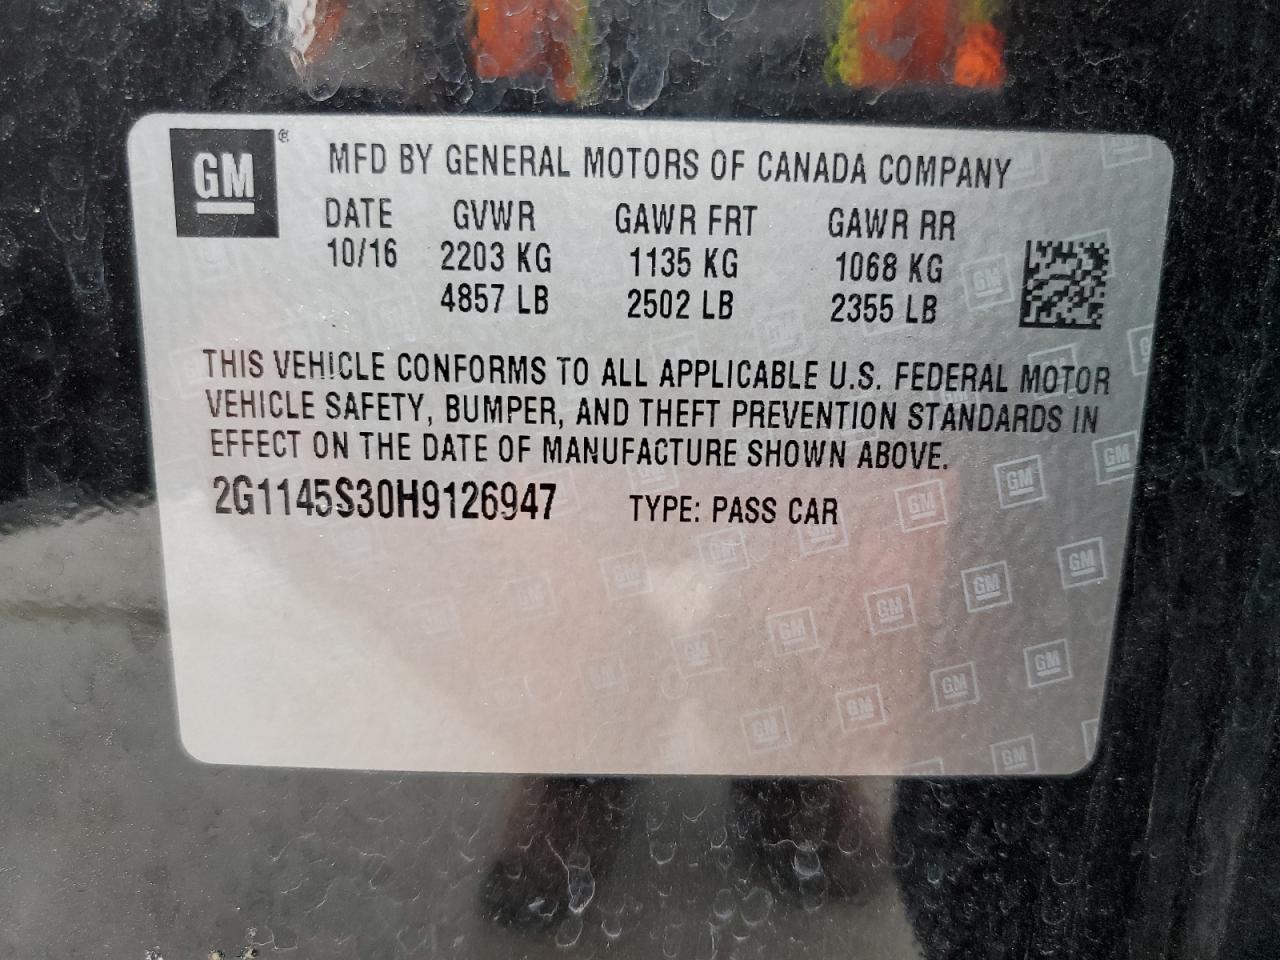 GM ®
MFD BY GENERAL MOTORS OF CANADA COMPANY
DATE GVWR GAWR FRT GAWR RR
10/16 2203 KG 1135 KG 1068 KG
4857 LB 2502 LB 2355 LB
THIS VEHICLE CONFORMS TO ALL APPLICABLE U.S. FEDERAL MOTOR
VEHICLE SAFETY, BUMPER, AND THEFT PREVENTION STANDARDS IN
EFFECT ON THE DATE OF MANUFACTURE SHOWN ABOVE.
2G1145S30H9126947 TYPE: PASS CAR